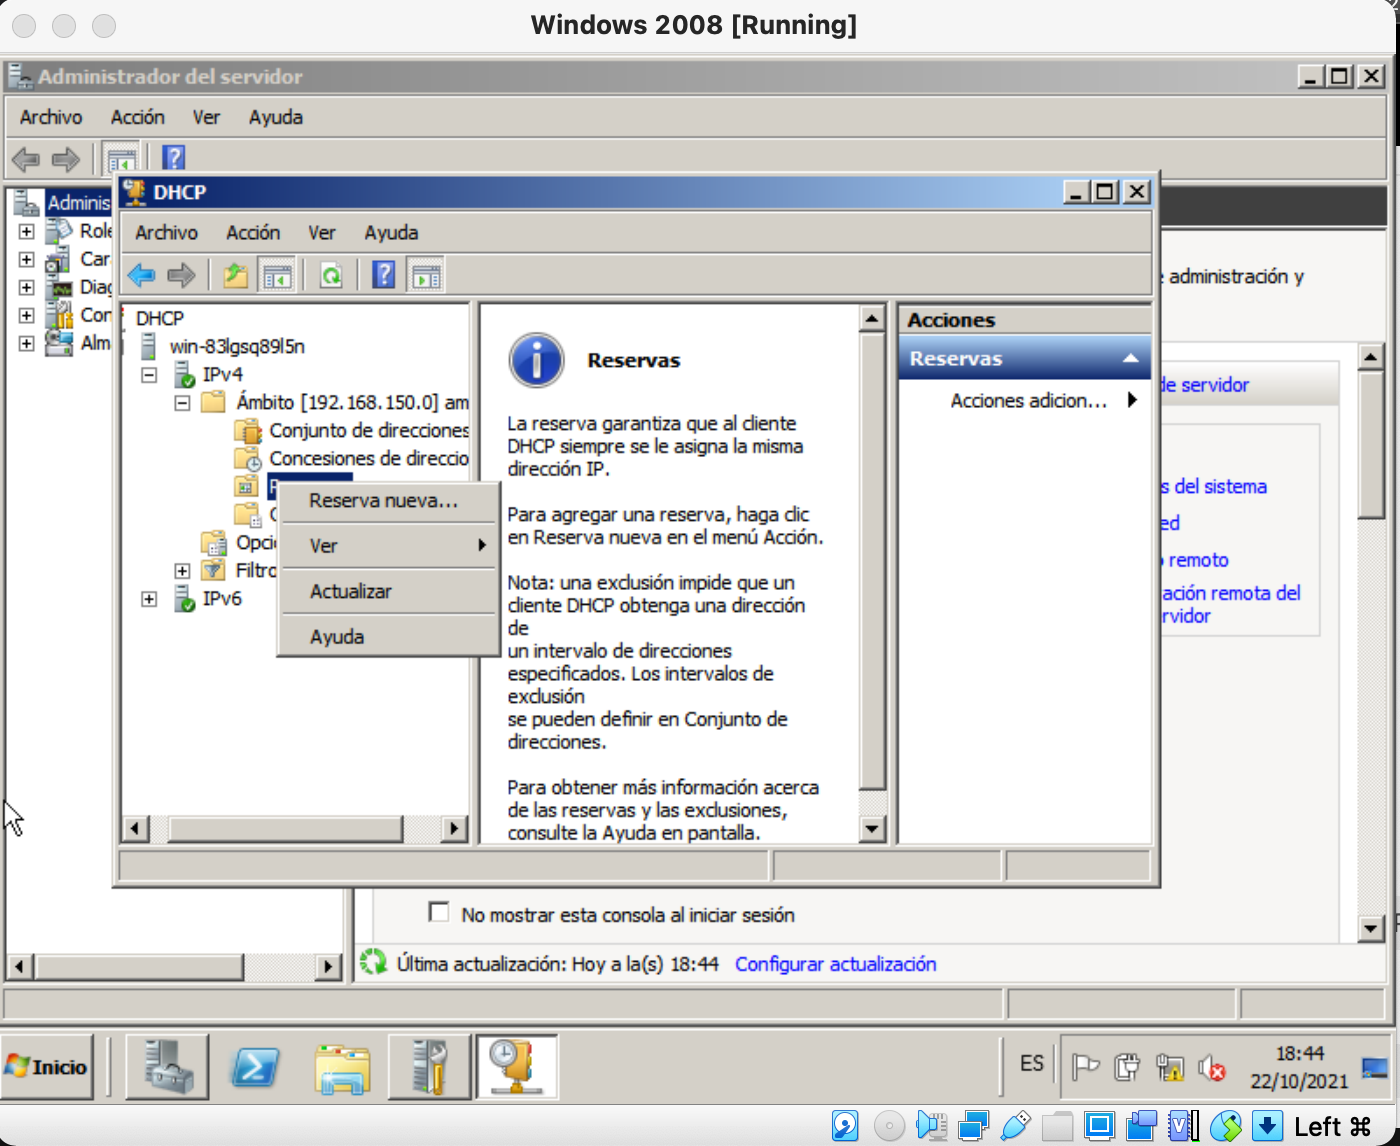 Windows 2008 [Running]
Administrador del servidor
Archivo Acción Ver Ayuda
Adminis
Role
Car
Diag
Con
Alm
DHCP
Archivo Acción Ver Ayuda
DHCP
win-83lgsq89l5n
IPv4
Ámbito [192.168.150.0] am
Conjunto de direcciones
Concesiones de direccio
Opci
Filtro
IPv6
Reserva nueva...
Ver
Actualizar
Ayuda
Reservas
La reserva garantiza que al cliente
DHCP siempre se le asigna la misma
dirección IP.
Para agregar una reserva, haga clic
en Reserva nueva en el menú Acción.
Nota: una exclusión impide que un
cliente DHCP obtenga una dirección
de
un intervalo de direcciones
especificados. Los intervalos de
exclusión
se pueden definir en Conjunto de
direcciones.
Para obtener más información acerca
de las reservas y las exclusiones,
consulte la Ayuda en pantalla.
Acciones
Reservas
Acciones adicion...
administración y
de servidor
s del sistema
ed
remoto
ación remota del
rvidor
No mostrar esta consola al iniciar sesión
Última actualización: Hoy a la(s) 18:44 Configurar actualización
Inicio
ES
18:44
22/10/2021
Left ⌘